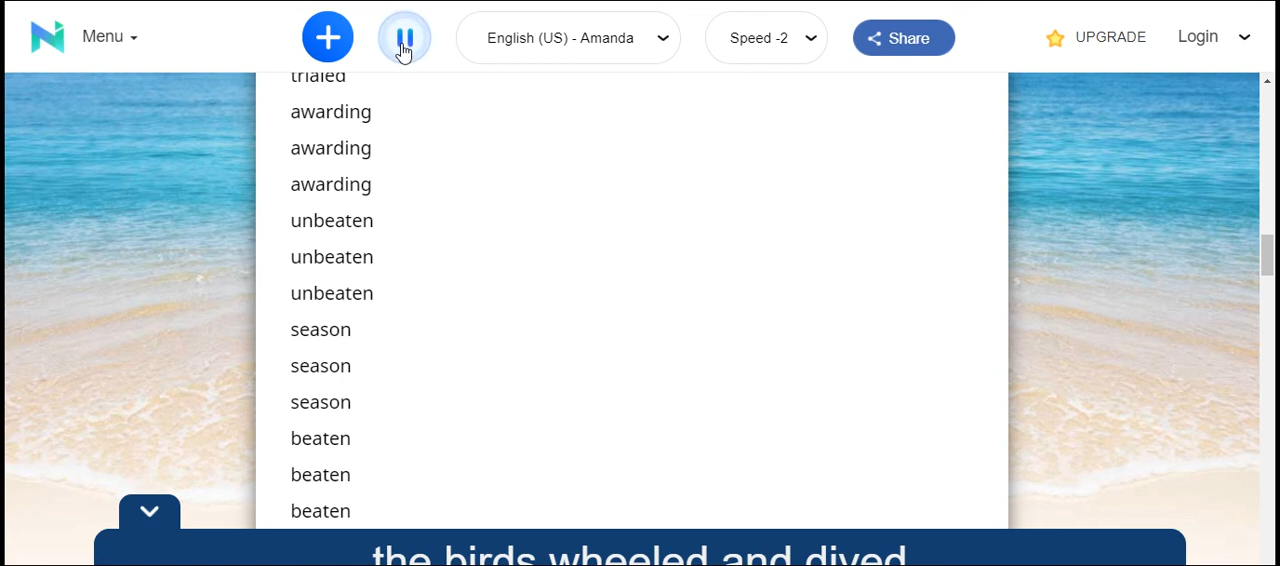 Menu
English (US) - Amanda
Speed -2
Share
UPGRADE
Login
trialed
awarding
awarding
awarding
unbeaten
unbeaten
unbeaten
season
season
season
beaten
beaten
beaten
the birds wheeled and dived